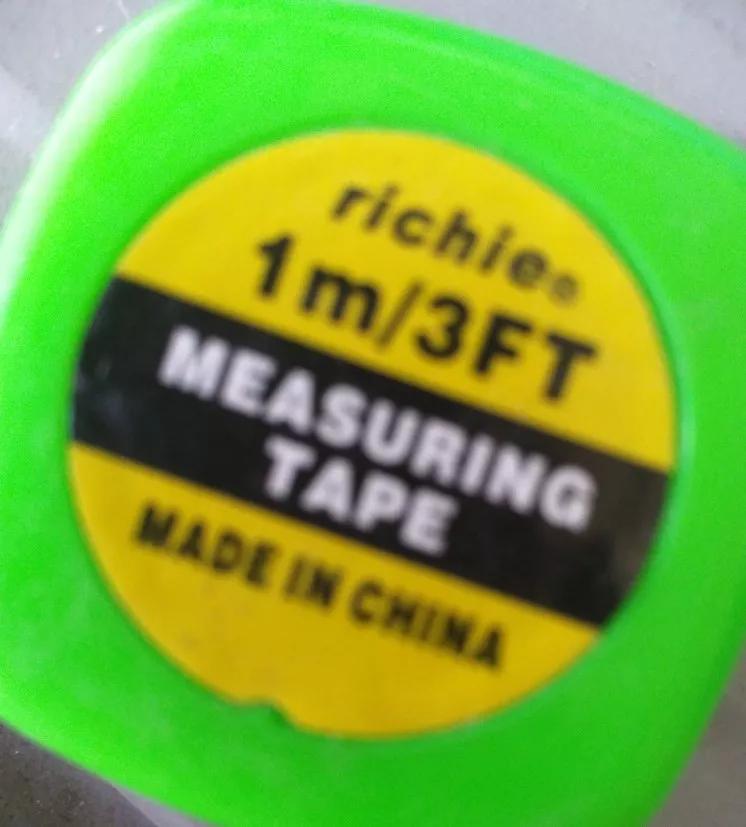 richie®
1m/3FT
MEASURING
TAPE
MADE IN CHINA